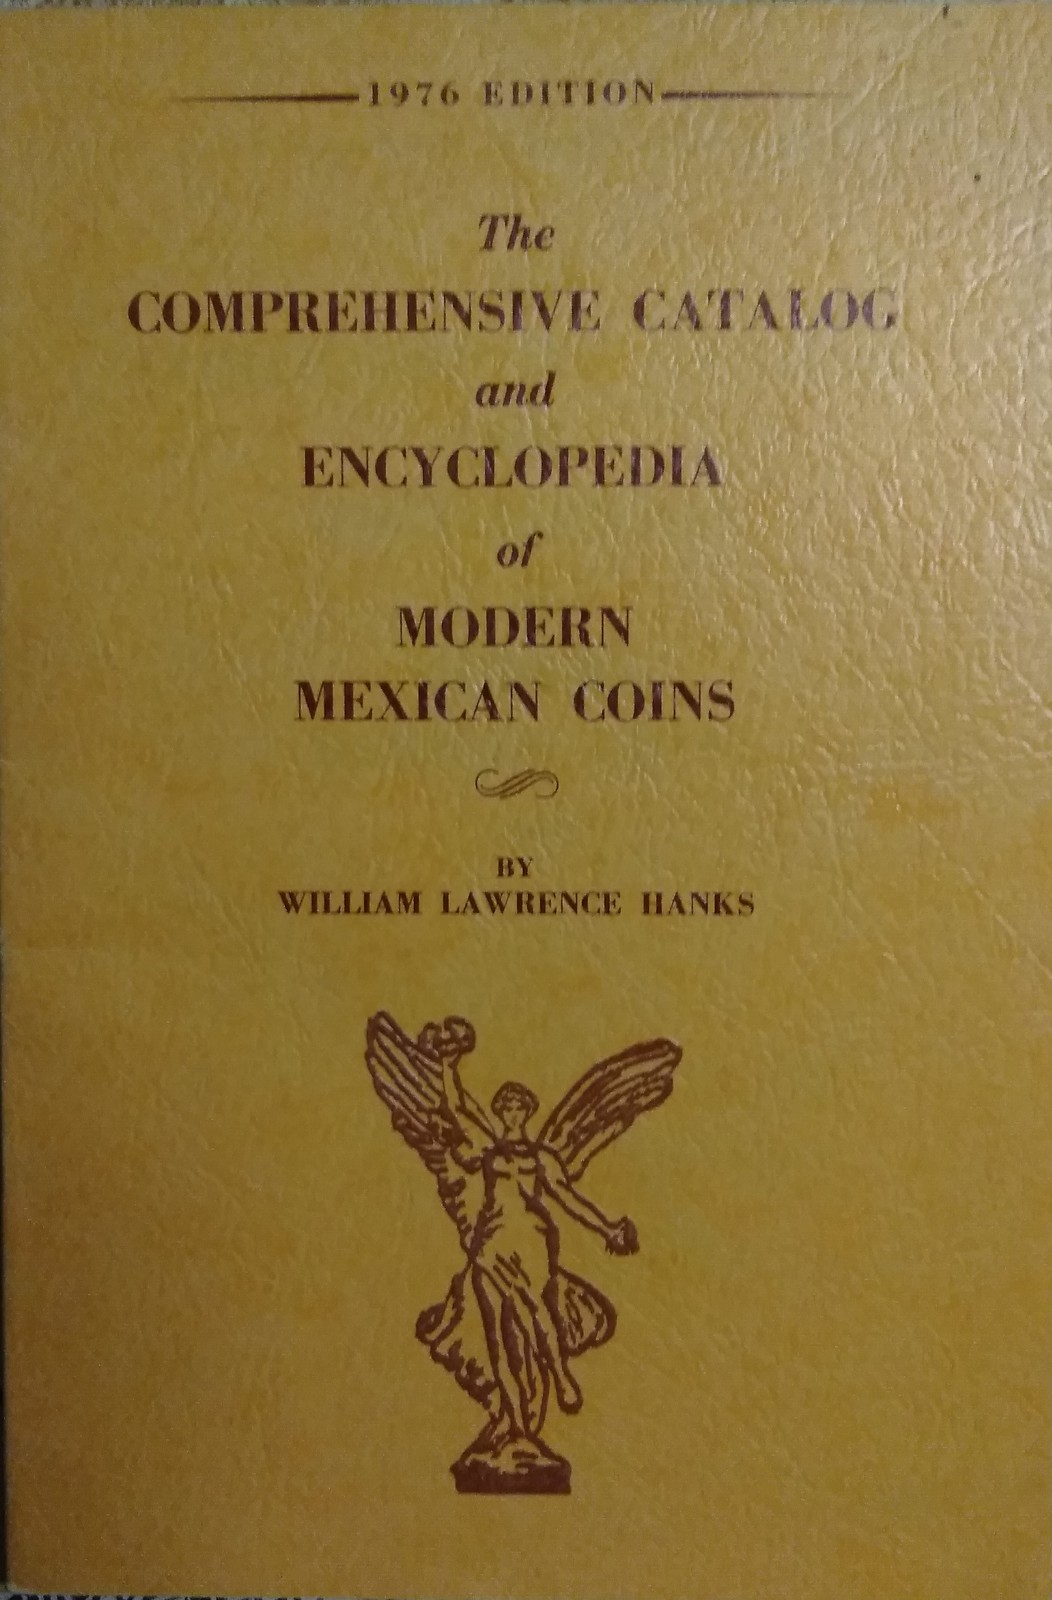 1976 EDITION
The
COMPREHENSIVE CATALOG
and
ENCYCLOPEDIA
of
MODERN
MEXICAN COINS
BY
WILLIAM LAWRENCE HANKS